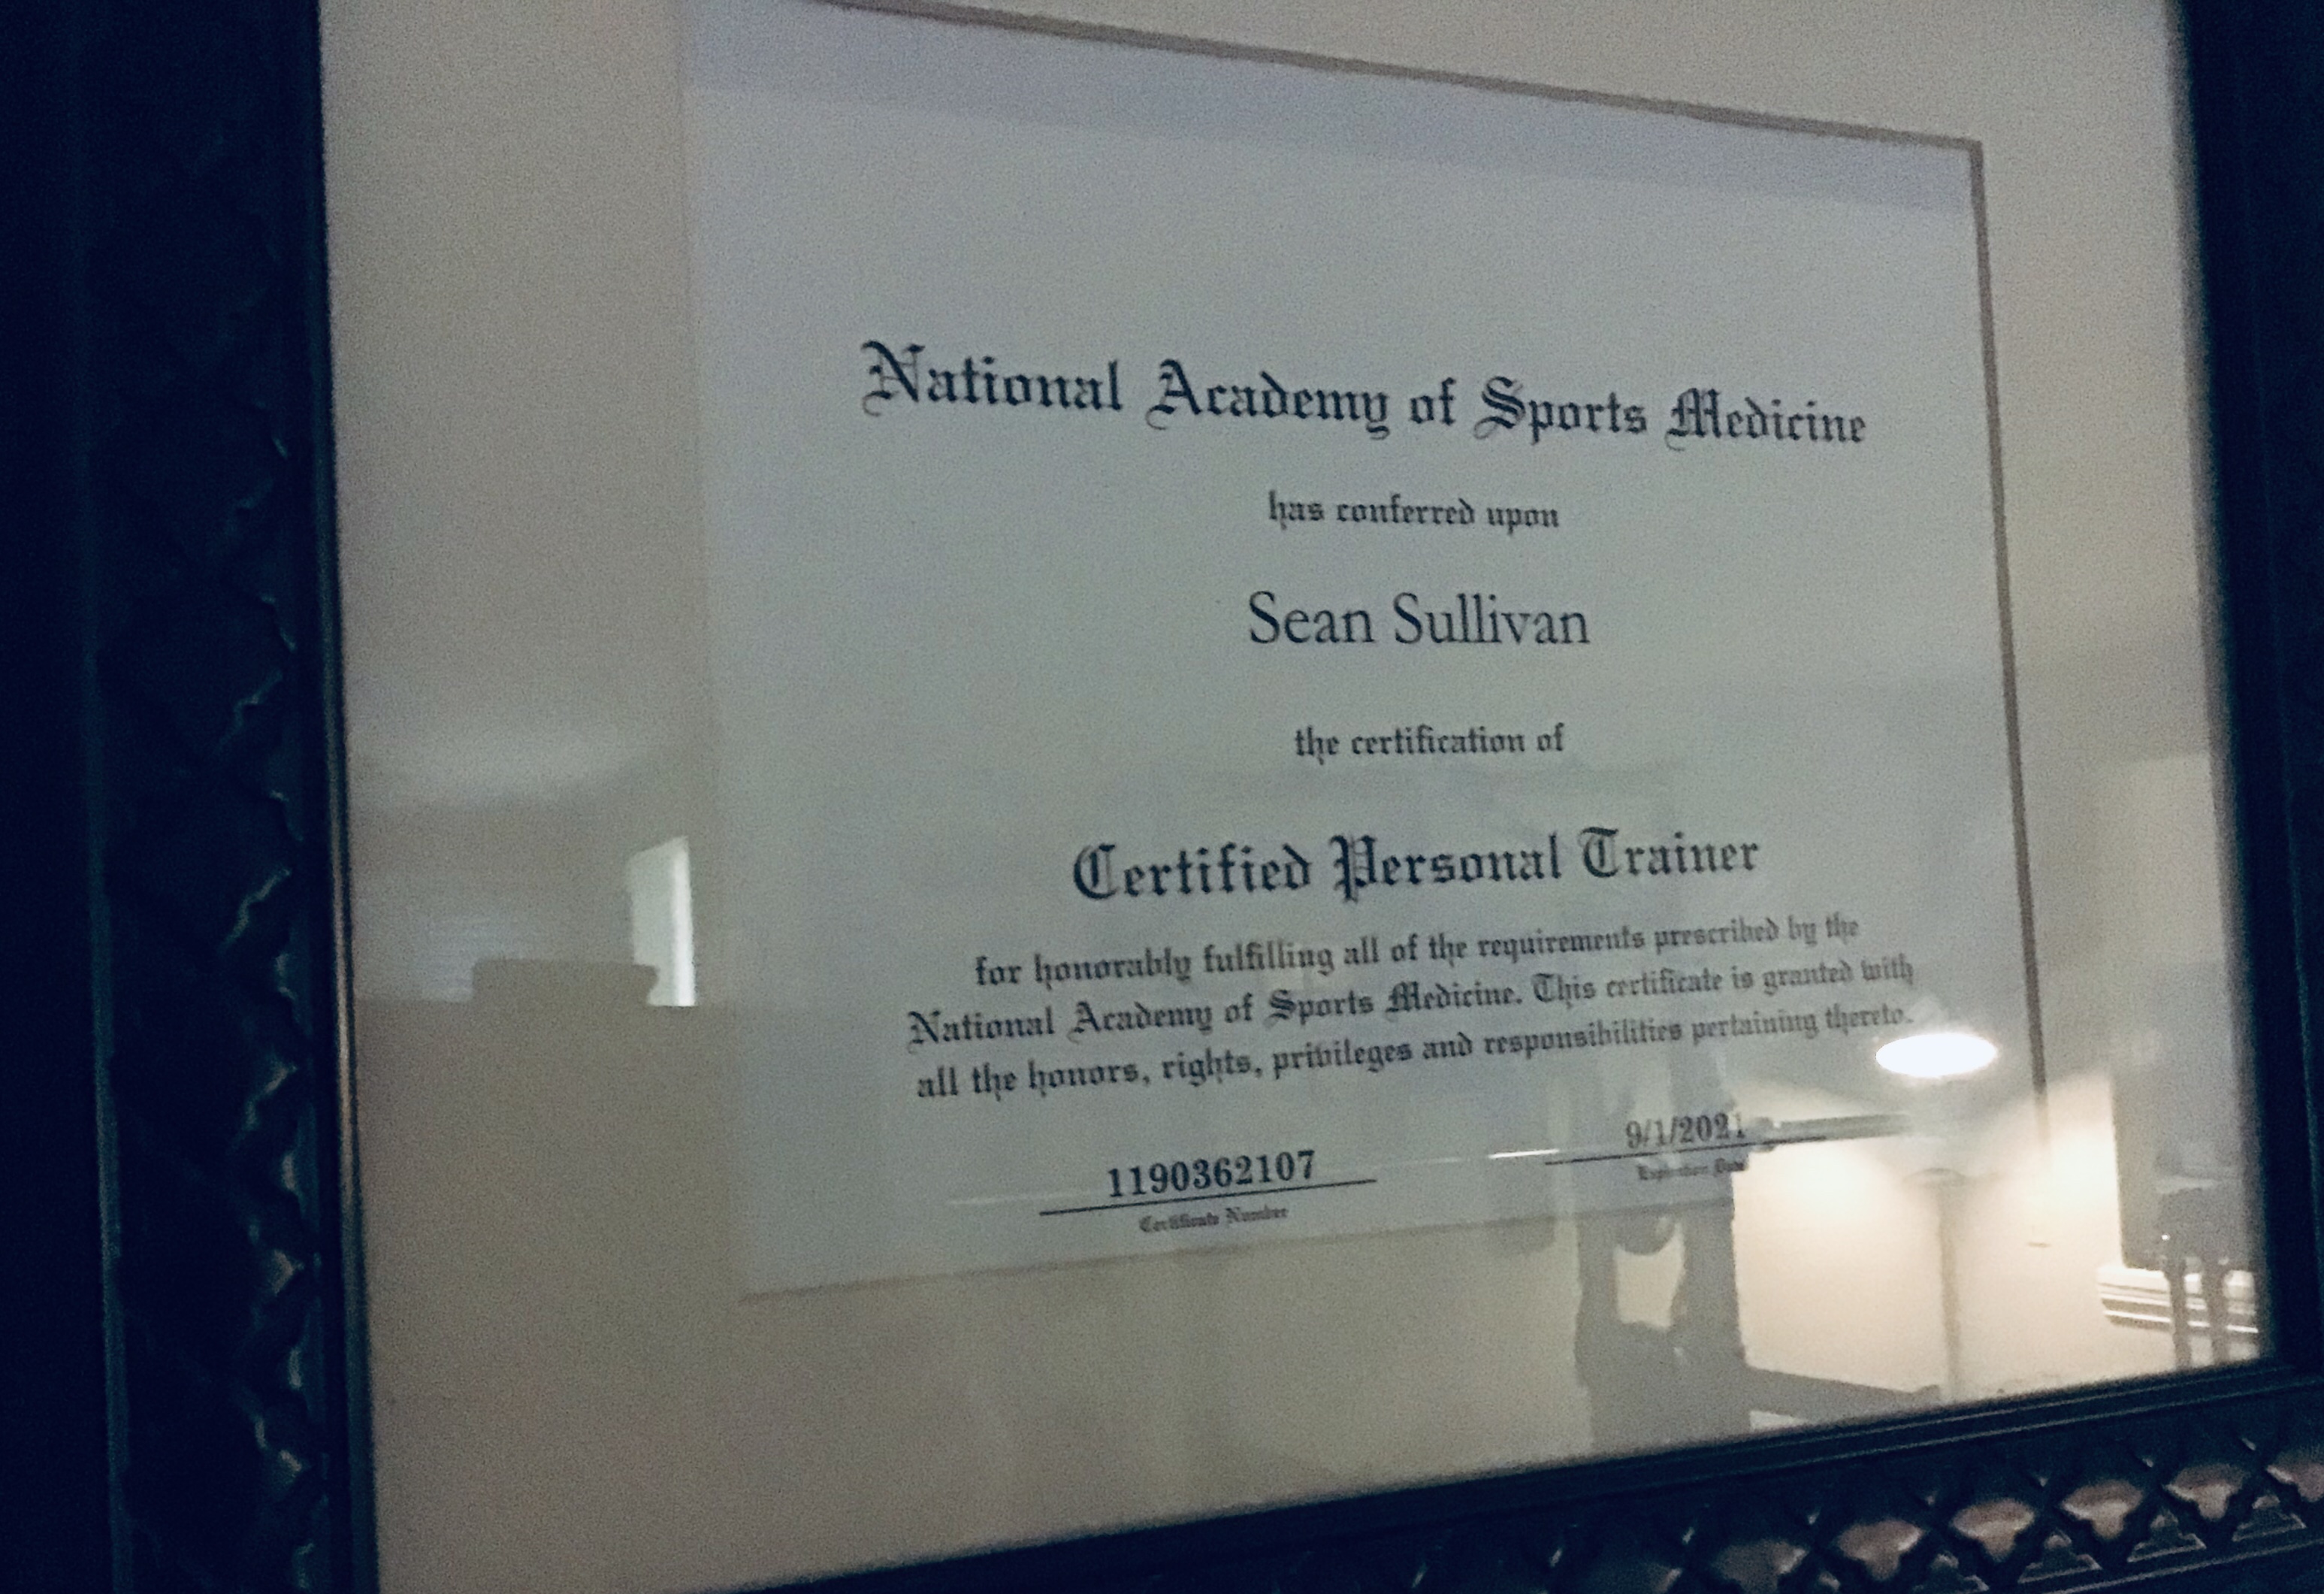 National Academy of Sports Medicine
has conferred upon
Sean Sullivan
the certification of
Certified Personal Trainer
for honorably fulfilling all of the requirements prescribed by the
National Academy of Sports Medicine. This certificate is granted with
all the honors, rights, privileges and responsibilities pertaining thereto.
1190362107
9/1/2021
Certificate Number
Expiration Date